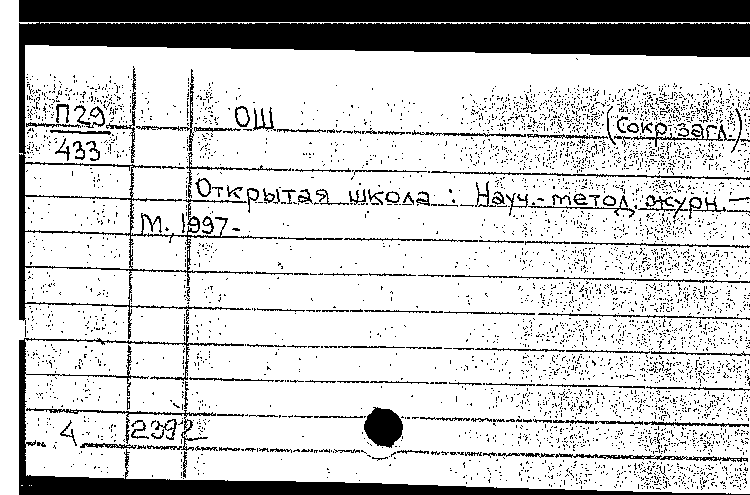 П29 ОШ (Сокр. загл.)
433
Открытая школа : Науч.-метод. журн. —
М., 1997-
4 2392